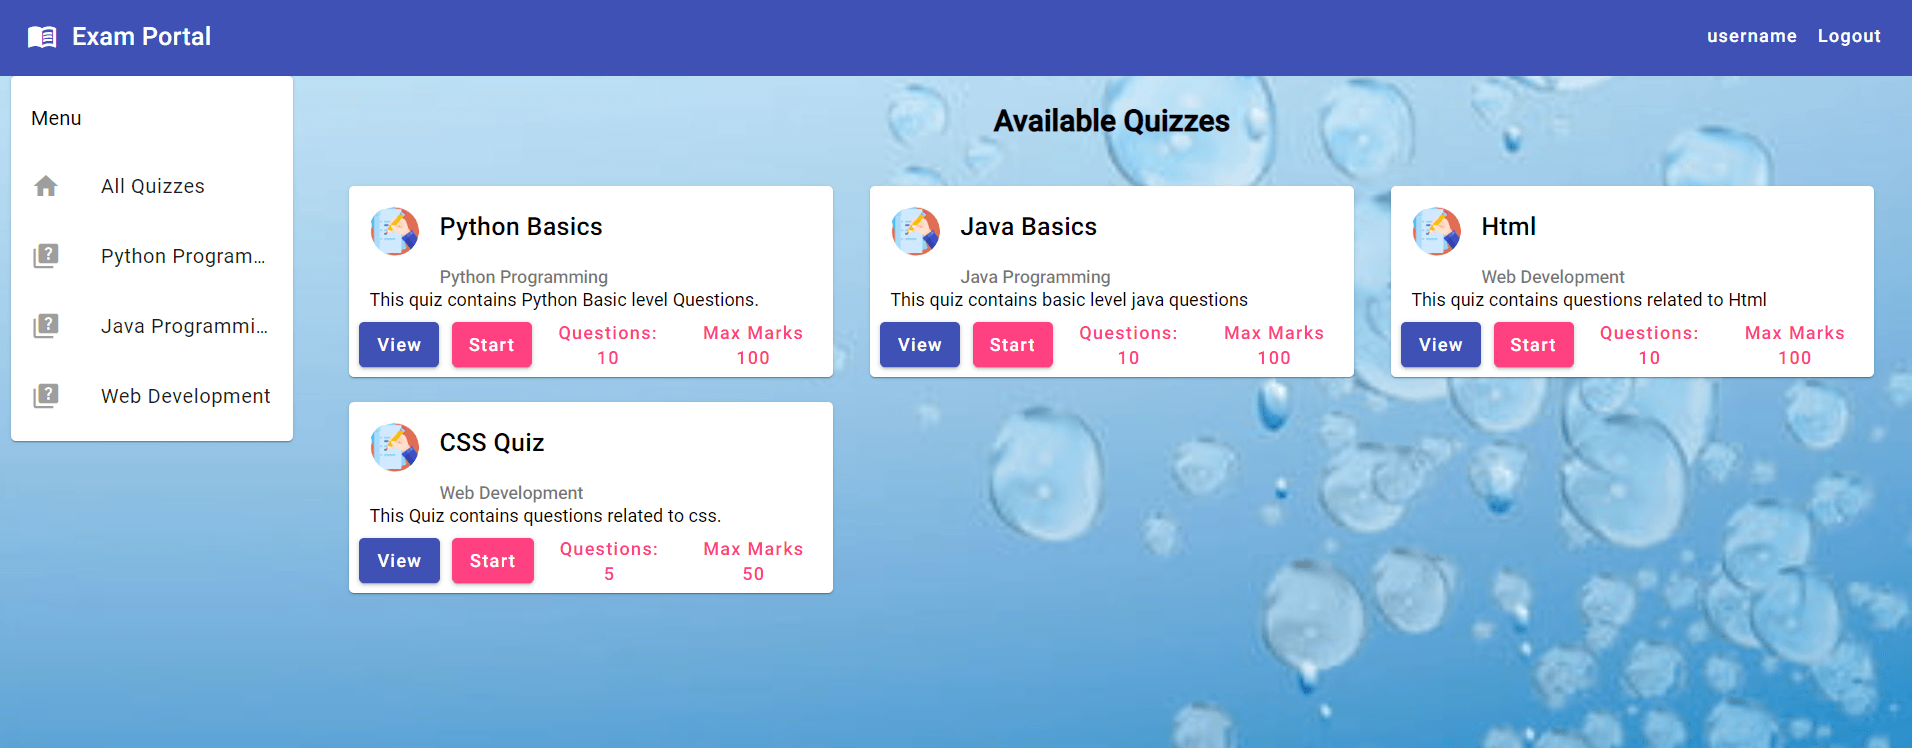 Exam Portal
username Logout
Menu
All Quizzes
Python Program...
Java Programmi...
Web Development
Available Quizzes
Python Basics
Python Programming
This quiz contains Python Basic level Questions.
View Start Questions: 10 Max Marks 100
Java Basics
Java Programming
This quiz contains basic level java questions
View Start Questions: 10 Max Marks 100
Html
Web Development
This quiz contains questions related to Html
View Start Questions: 10 Max Marks 100
CSS Quiz
Web Development
This Quiz contains questions related to css.
View Start Questions: 5 Max Marks 50